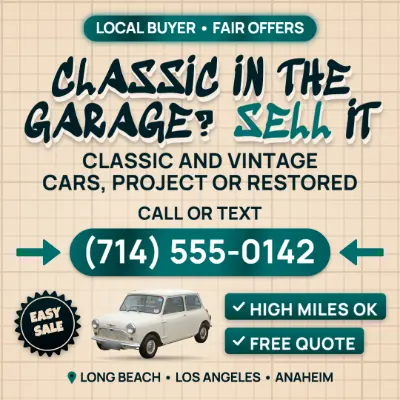 LOCAL BUYER • FAIR OFFERS
CLASSIC IN THE
GARAGE? SELL IT
CLASSIC AND VINTAGE
CARS, PROJECT OR RESTORED
CALL OR TEXT
(714) 555-0142
EASY
SALE
HIGH MILES OK
FREE QUOTE
LONG BEACH • LOS ANGELES • ANAHEIM